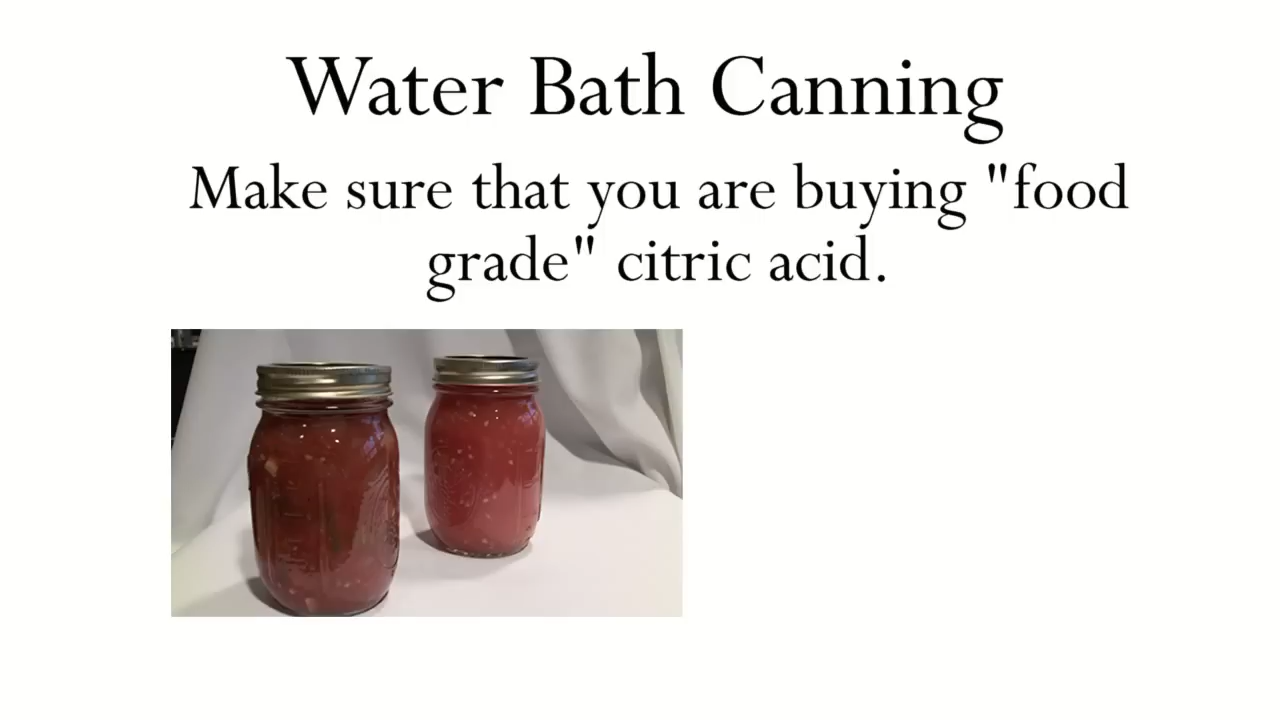 Water Bath Canning
Make sure that you are buying "food
grade" citric acid.